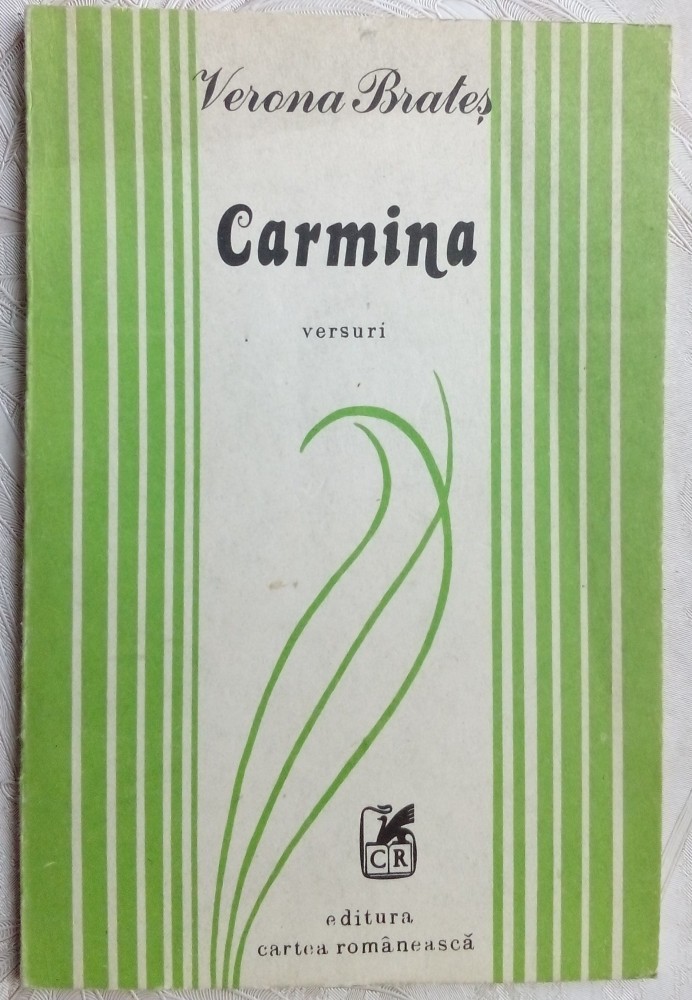 Verona Brateș
Carmina
versuri
CR
editura
cartea românească